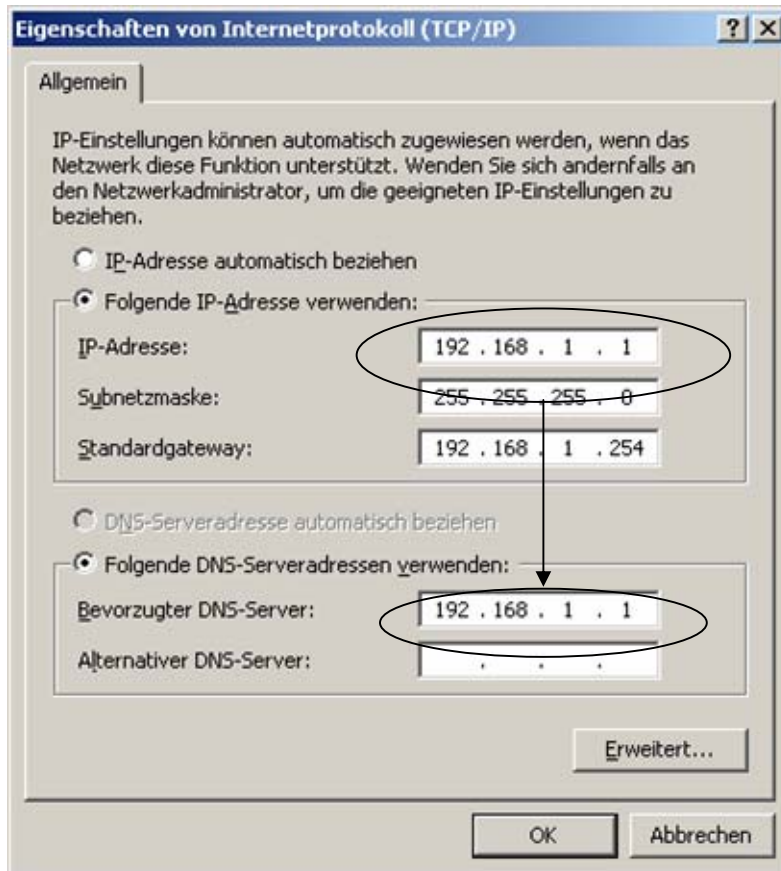 Eigenschaften von Internetprotokoll (TCP/IP)
Allgemein
IP-Einstellungen können automatisch zugewiesen werden, wenn das
Netzwerk diese Funktion unterstützt. Wenden Sie sich andernfalls an
den Netzwerkadministrator, um die geeigneten IP-Einstellungen zu
beziehen.
IP-Adresse automatisch beziehen
Folgende IP-Adresse verwenden:
IP-Adresse: 192 . 168 . 1 . 1
Subnetzmaske: 255 . 255 . 255 . 0
Standardgateway: 192 . 168 . 1 . 254
DNS-Serveradresse automatisch beziehen
Folgende DNS-Serveradressen verwenden:
Bevorzugter DNS-Server: 192 . 168 . 1 . 1
Alternativer DNS-Server: . . .
Erweitert...
OK Abbrechen